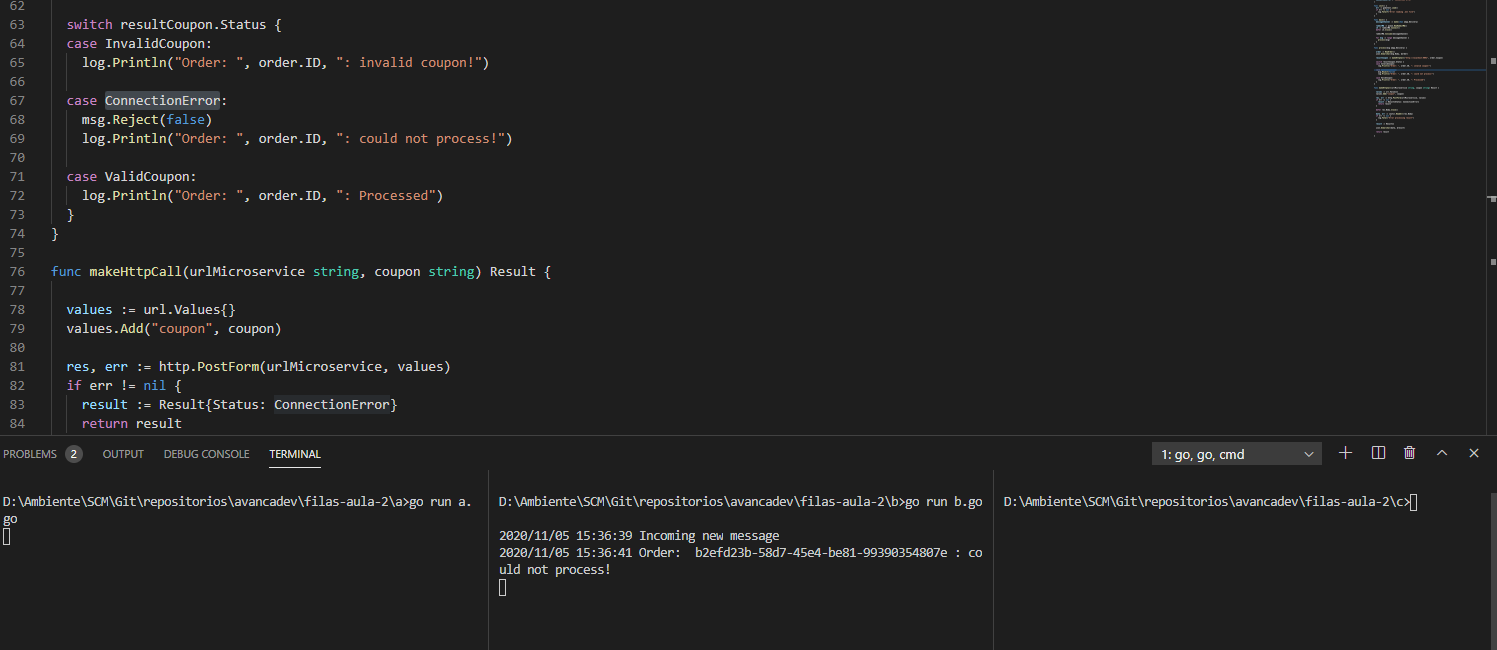 62
63 switch resultCoupon.Status {
64 case InvalidCoupon:
65 log.Println("Order: ", order.ID, ": invalid coupon!")
66
67 case ConnectionError:
68 msg.Reject(false)
69 log.Println("Order: ", order.ID, ": could not process!")
70
71 case ValidCoupon:
72 log.Println("Order: ", order.ID, ": Processed")
73 }
74 }
75
76 func makeHttpCall(urlMicroservice string, coupon string) Result {
77
78 values := url.Values{}
79 values.Add("coupon", coupon)
80
81 res, err := http.PostForm(urlMicroservice, values)
82 if err != nil {
83 result := Result{Status: ConnectionError}
84 return result
PROBLEMS 2 OUTPUT DEBUG CONSOLE TERMINAL 1: go, go, cmd
D:\Ambiente\SCM\Git\repositorios\avancadev\filas-aula-2\a>go run a.
go
D:\Ambiente\SCM\Git\repositorios\avancadev\filas-aula-2\b>go run b.go
2020/11/05 15:36:39 Incoming new message
2020/11/05 15:36:41 Order:  b2efd23b-58d7-45e4-be81-99390354807e : co
uld not process!
D:\Ambiente\SCM\Git\repositorios\avancadev\filas-aula-2\c>